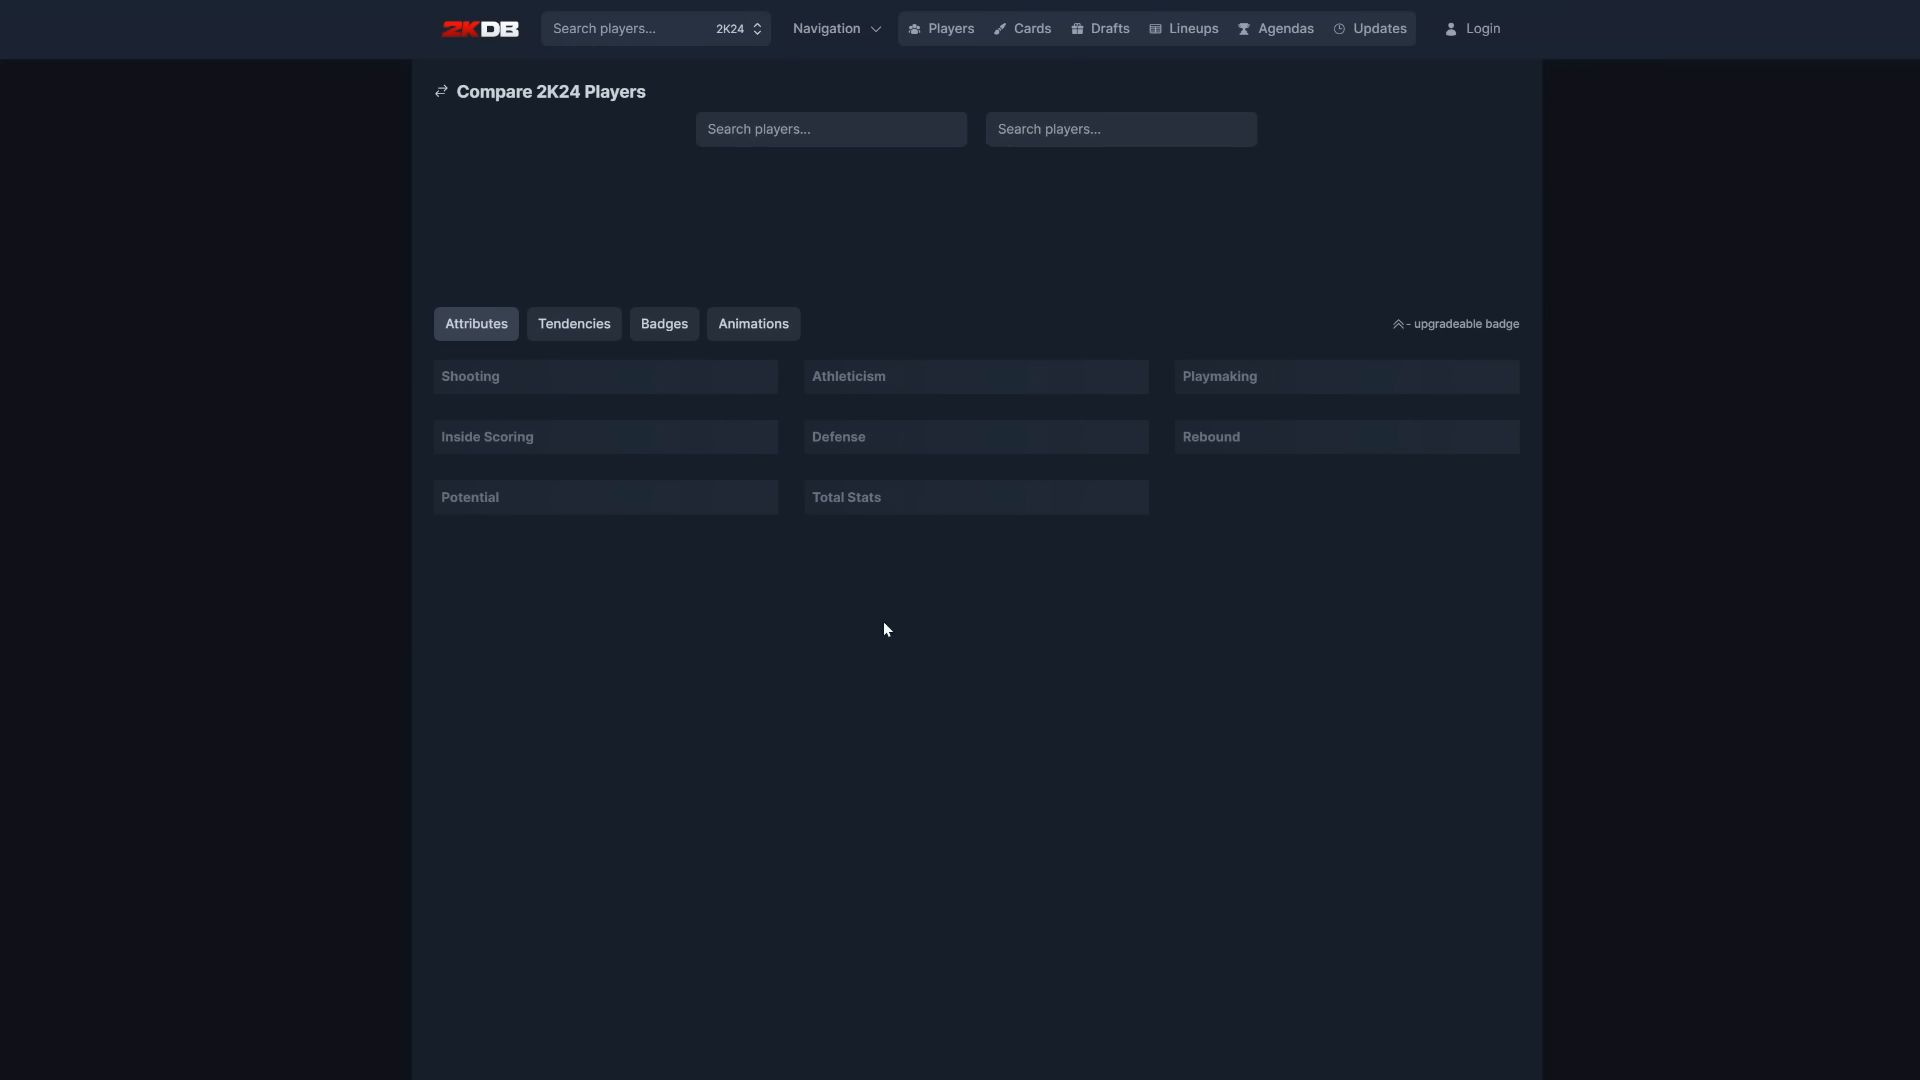 2KDB Search players... 2K24 Navigation Players Cards Drafts Lineups Agendas Updates Login
Compare 2K24 Players
Search players... Search players...
Attributes Tendencies Badges Animations - upgradeable badge
Shooting Athleticism Playmaking
Inside Scoring Defense Rebound
Potential Total Stats